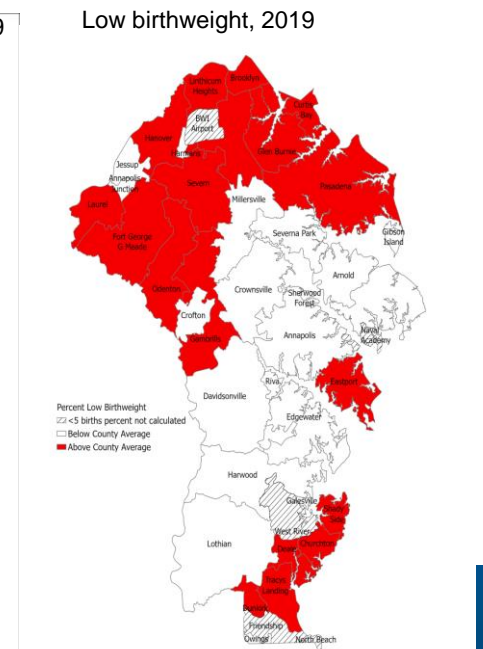 9
Low birthweight, 2019
Brooklyn
Linthicum
Heights
Curtis
Bay
BWI
Airport
Hanover
Glen Burnie
Harmans
Jessup
Severn
Pasadena
Annapolis
Junction
Laurel
Millersville
Gibson
Island
Severna Park
Fort George
G Meade
Arnold
Crownsville
Sherwood
Forest
Odenton
Crofton
Naval
Academy
Annapolis
Gambrills
Riva
Eastport
Davidsonville
Edgewater
Percent Low Birthweight
<5 births percent not calculated
Below County Average
Above County Average
Harwood
Galesville
Shady
Side
West River
Lothian
Churchton
Deale
Tracys
Landing
Dunkirk
Friendship
Owings
North Beach